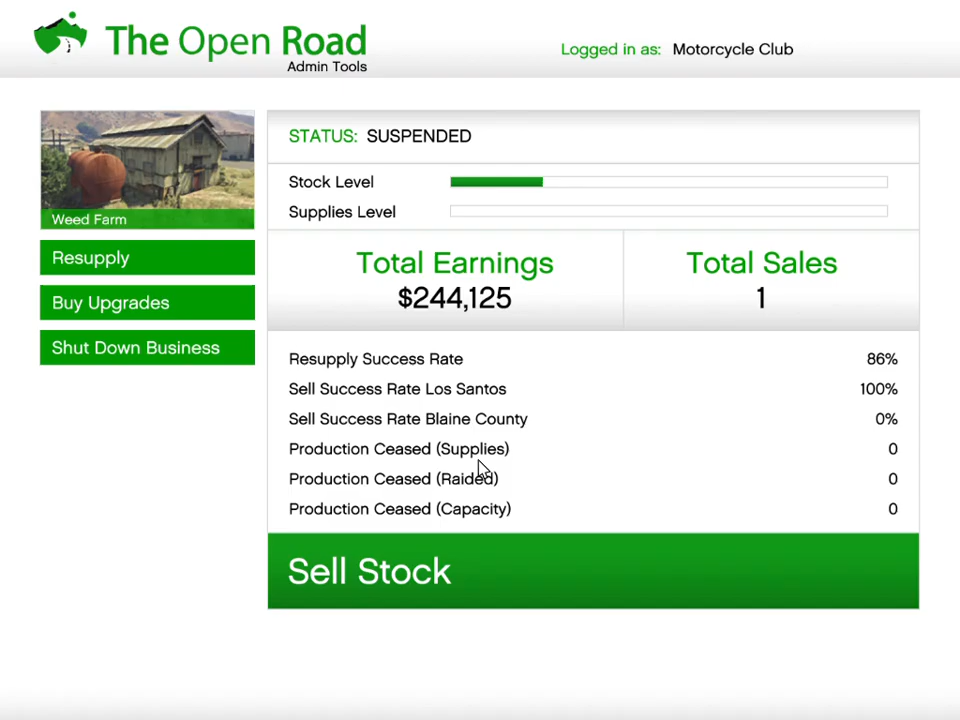 The Open Road
Admin Tools
Logged in as: Motorcycle Club
Weed Farm
Resupply
Buy Upgrades
Shut Down Business
STATUS: SUSPENDED
Stock Level
Supplies Level
Total Earnings
$244,125
Total Sales
1
Resupply Success Rate 86%
Sell Success Rate Los Santos 100%
Sell Success Rate Blaine County 0%
Production Ceased (Supplies) 0
Production Ceased (Raided) 0
Production Ceased (Capacity) 0
Sell Stock